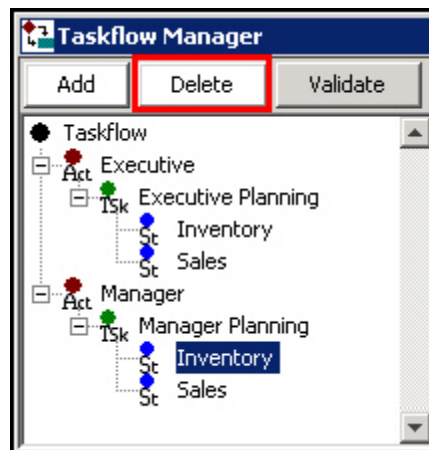 Taskflow Manager
Add Delete Validate
Taskflow
Act Executive
Tsk Executive Planning
St Inventory
St Sales
Act Manager
Tsk Manager Planning
St Inventory
St Sales